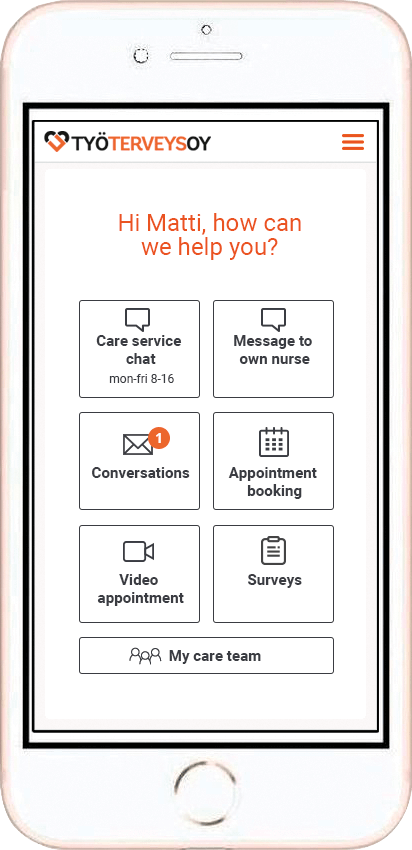 TYÖTERVEYSOY
Hi Matti, how can
we help you?
Care service
chat
mon-fri 8-16
Message to
own nurse
1
Conversations
Appointment
booking
Video
appointment
Surveys
My care team